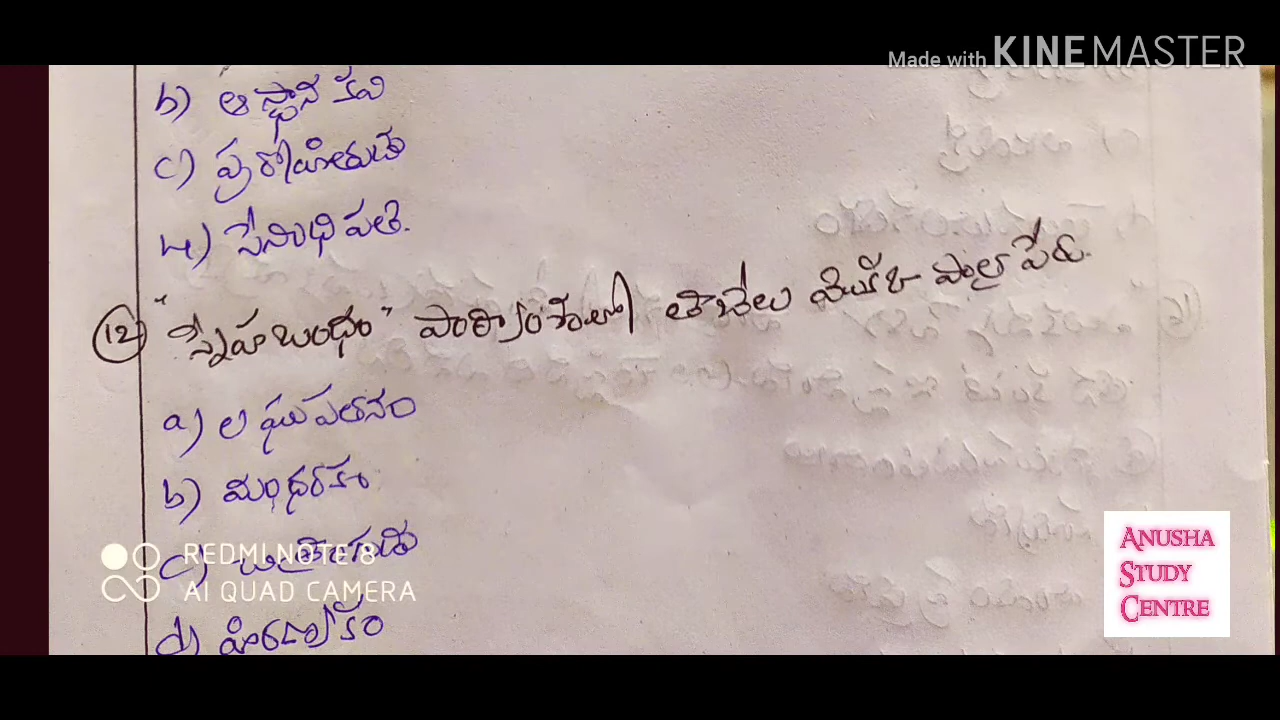 Made with KINEMASTER
b) ఆస్థాన కవి
c) పురోహితుడు
d) సేనాధిపతి.
12) "స్నేహబంధం" పాఠ్యాంశంలో తాబేలు యొక్క పాత్ర పేరు.
a) లఘుపతనం
b) మంధరకం
c)
d) హిరణ్యకం
REDMI NOTE 8
AI QUAD CAMERA
ANUSHA
STUDY
CENTRE